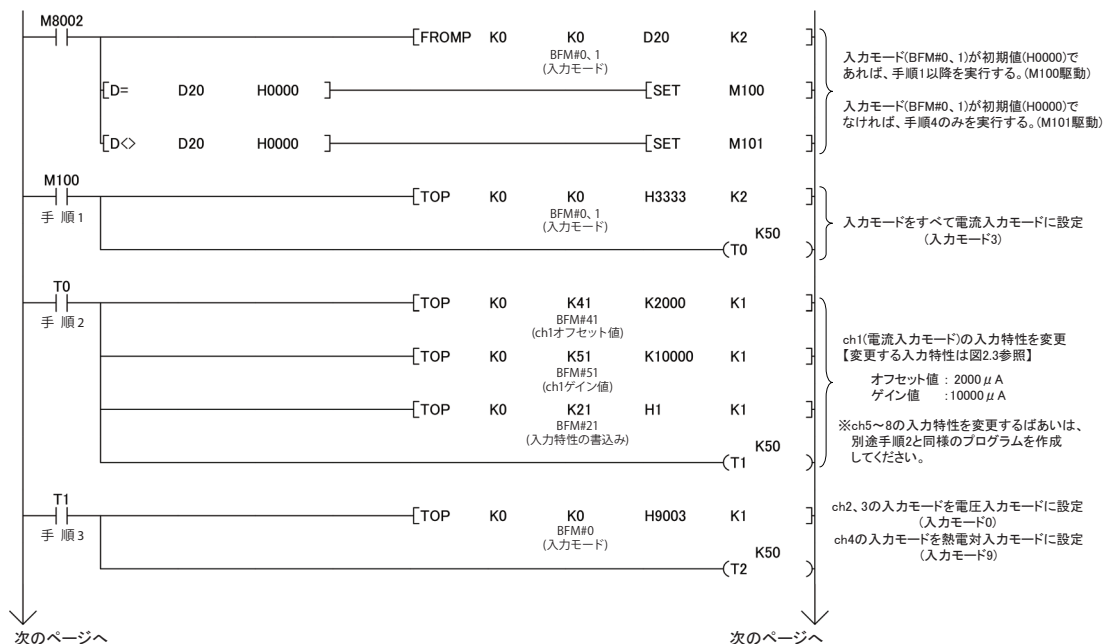 M8002
[FROMP K0 K0 D20 K2 ]
BFM#0、1
(入力モード)
[D= D20 H0000 ] [SET M100 ]
[D<> D20 H0000 ] [SET M101 ]
入力モード(BFM#0、1)が初期値(H0000)で
あれば、手順1以降を実行する。(M100駆動)
入力モード(BFM#0、1)が初期値(H0000)で
なければ、手順4のみを実行する。(M101駆動)
M100
手 順1
[TOP K0 K0 H3333 K2 ]
BFM#0、1
(入力モード)
K50
(T0 )
入力モードをすべて電流入力モードに設定
(入力モード3)
T0
手 順2
[TOP K0 K41 K2000 K1 ]
BFM#41
(ch1オフセット値)
[TOP K0 K51 K10000 K1 ]
BFM#51
(ch1ゲイン値)
[TOP K0 K21 H1 K1 ]
BFM#21
(入力特性の書込み)
K50
(T1 )
ch1(電流入力モード)の入力特性を変更
【変更する入力特性は図2.3参照】
オフセット値 : 2000μA
ゲイン値 :10000μA
※ch5～8の入力特性を変更するばあいは、
別途手順2と同様のプログラムを作成
してください。
T1
手 順3
[TOP K0 K0 H9003 K1 ]
BFM#0
(入力モード)
K50
(T2 )
ch2、3の入力モードを電圧入力モードに設定
(入力モード0)
ch4の入力モードを熱電対入力モードに設定
(入力モード9)
次のページへ 次のページへ